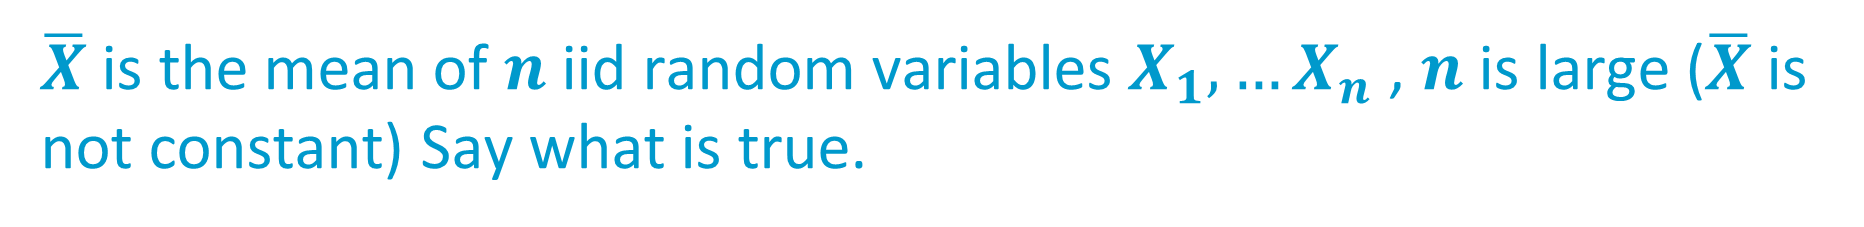 X̅ is the mean of n iid random variables X₁, … Xₙ , n is large (X̅ is
not constant) Say what is true.